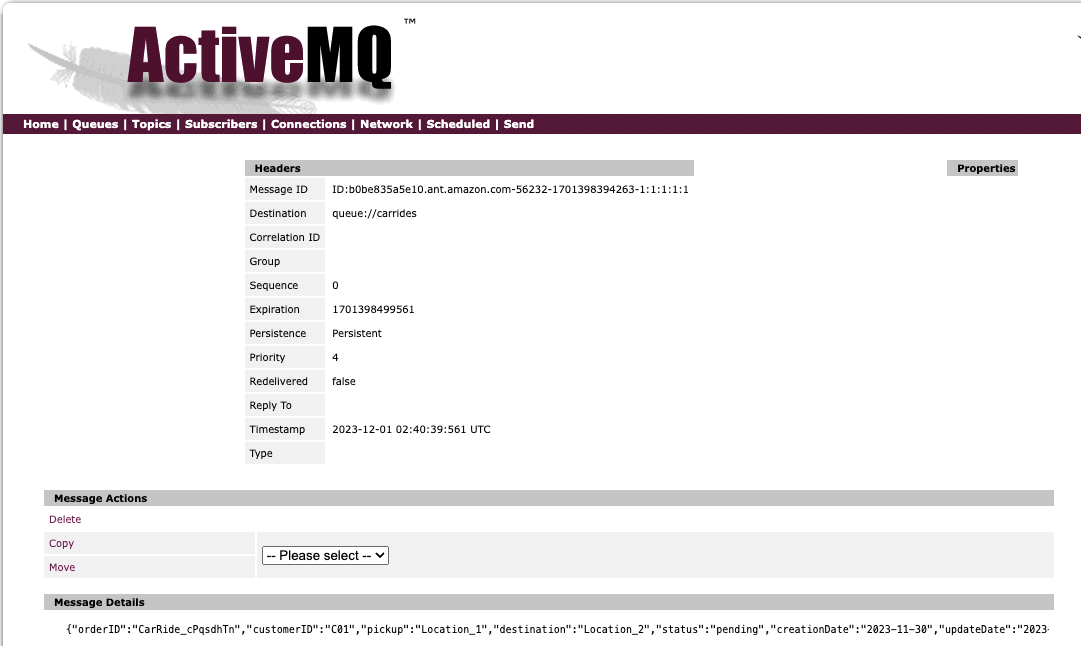 ActiveMQ ™
Home | Queues | Topics | Subscribers | Connections | Network | Scheduled | Send
Headers
Message ID ID:b0be835a5e10.ant.amazon.com-56232-1701398394263-1:1:1:1:1
Destination queue://carrides
Correlation ID
Group
Sequence 0
Expiration 1701398499561
Persistence Persistent
Priority 4
Redelivered false
Reply To
Timestamp 2023-12-01 02:40:39:561 UTC
Type
Properties
Message Actions
Delete
Copy
-- Please select --
Move
Message Details
{"orderID":"CarRide_cPqsdhTn","customerID":"C01","pickup":"Location_1","destination":"Location_2","status":"pending","creationDate":"2023-11-30","updateDate":"2023-